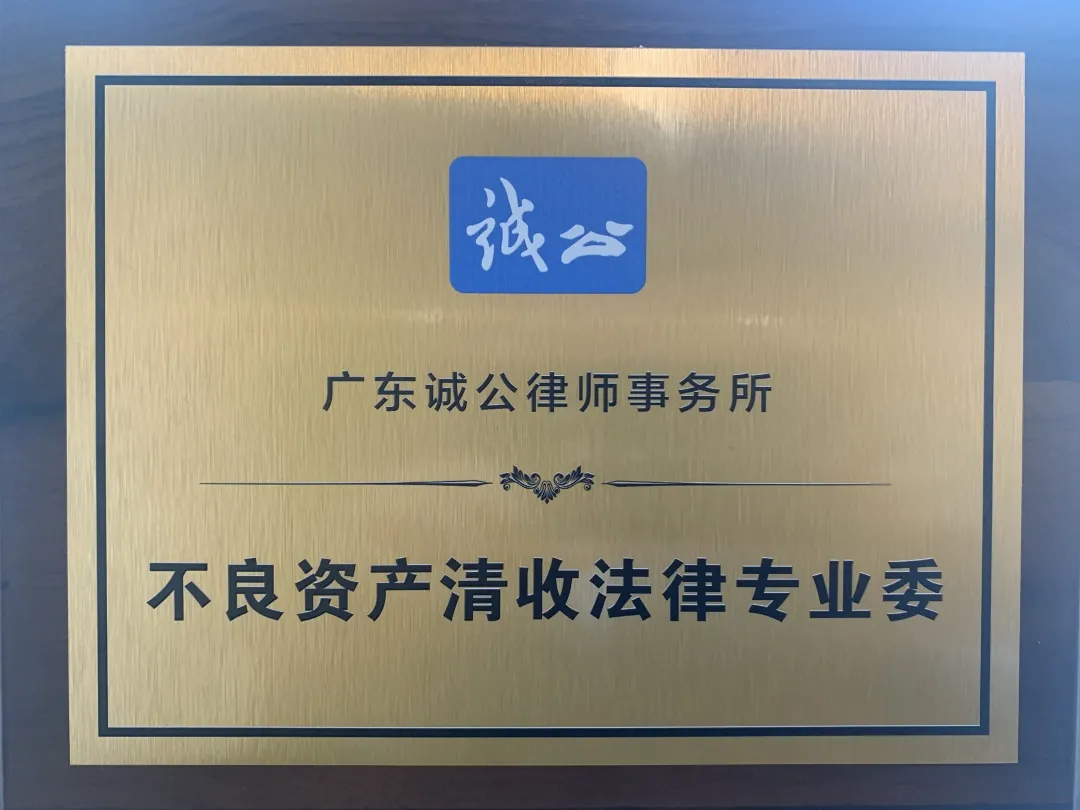 誠公
广东诚公律师事务所
不良资产清收法律专业委